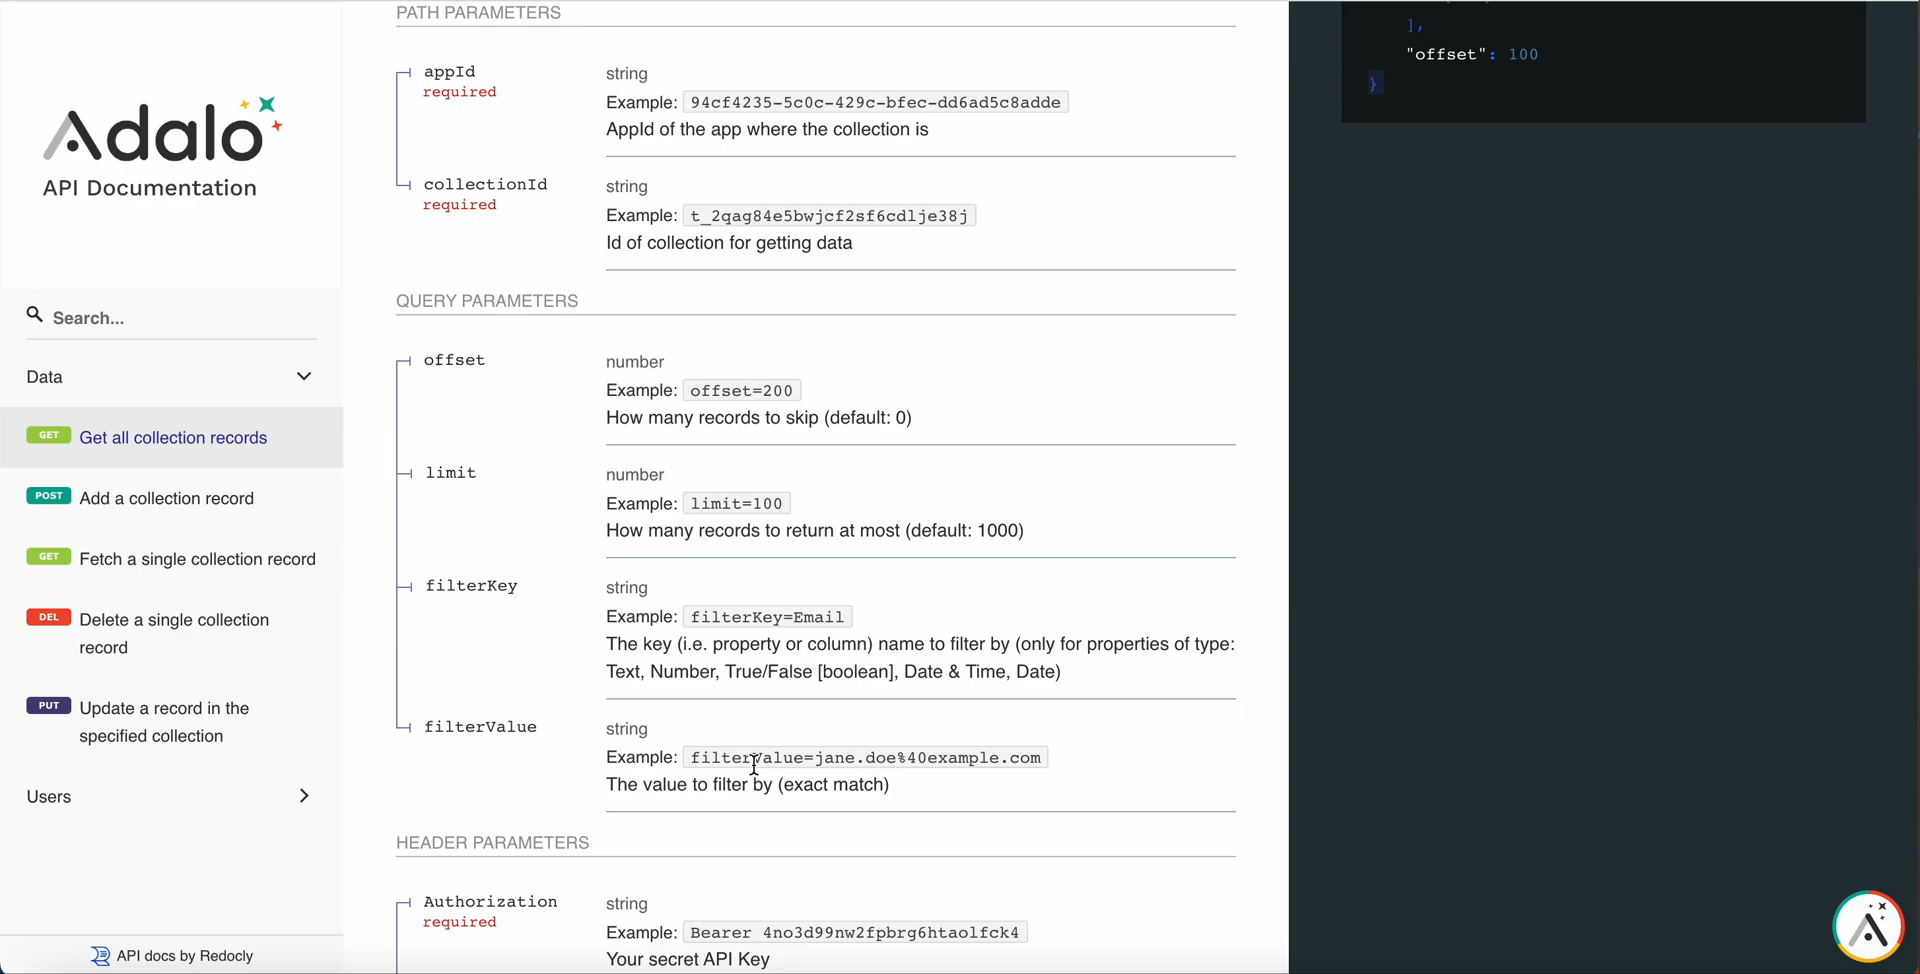 Adalo
API Documentation
Search...
Data
GET Get all collection records
POST Add a collection record
GET Fetch a single collection record
DEL Delete a single collection
record
PUT Update a record in the
specified collection
Users
API docs by Redocly
PATH PARAMETERS
appId
required
string
Example: 94cf4235-5c0c-429c-bfec-dd6ad5c8adde
AppId of the app where the collection is
collectionId
required
string
Example: t_2qag84e5bwjcf2sf6cdlje38j
Id of collection for getting data
QUERY PARAMETERS
offset
number
Example: offset=200
How many records to skip (default: 0)
limit
number
Example: limit=100
How many records to return at most (default: 1000)
filterKey
string
Example: filterKey=Email
The key (i.e. property or column) name to filter by (only for properties of type:
Text, Number, True/False [boolean], Date & Time, Date)
filterValue
string
Example: filterValue=jane.doe%40example.com
The value to filter by (exact match)
HEADER PARAMETERS
Authorization
required
string
Example: Bearer 4no3d99nw2fpbrg6htaolfck4
Your secret API Key
],
"offset": 100
}